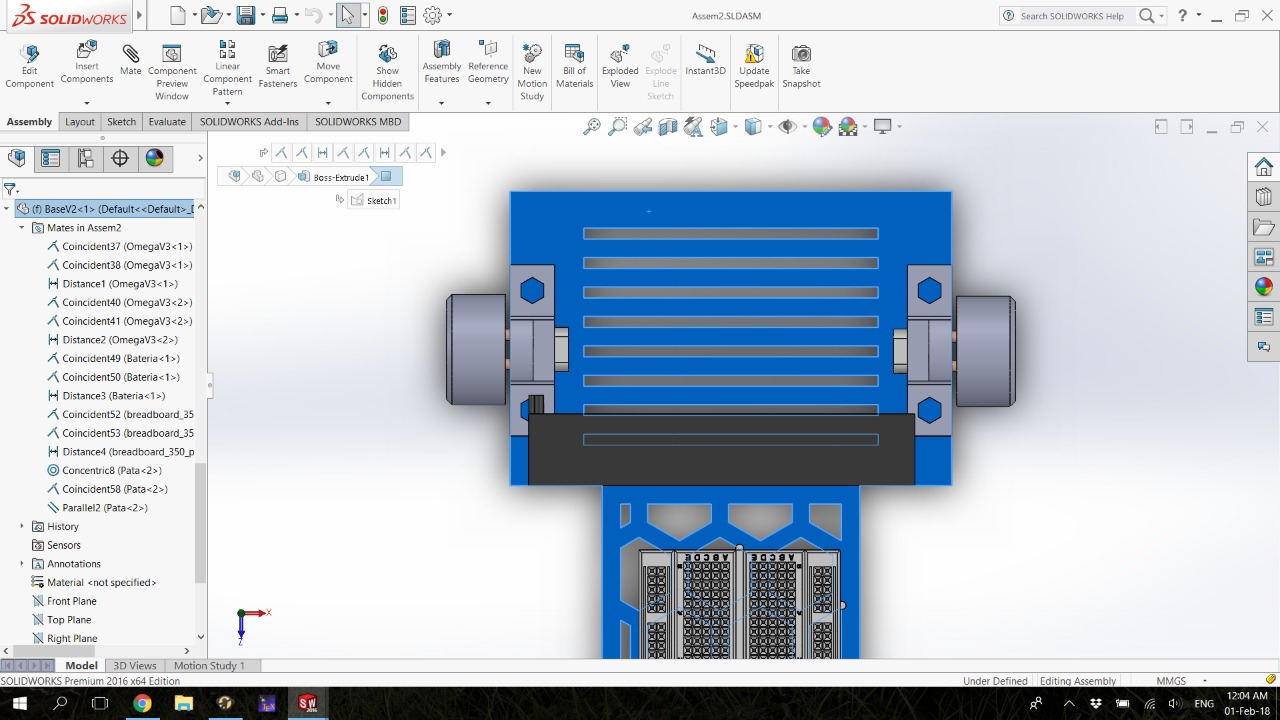 SOLIDWORKS
Assem2.SLDASM
Search SOLIDWORKS Help
?
Edit Component
Insert Components
Mate
Component Preview Window
Linear Component Pattern
Smart Fasteners
Move Component
Show Hidden Components
Assembly Features
Reference Geometry
New Motion Study
Bill of Materials
Exploded View
Explode Line Sketch
Instant3D
Update Speedpak
Take Snapshot
Assembly
Layout
Sketch
Evaluate
SOLIDWORKS Add-Ins
SOLIDWORKS MBD
Boss-Extrude1
Sketch1
(f) BaseV2<1> (Default<<Default>_D
Mates in Assem2
Coincident37 (OmegaV3<1>)
Coincident38 (OmegaV3<1>)
Distance1 (OmegaV3<1>)
Coincident40 (OmegaV3<2>)
Coincident41 (OmegaV3<2>)
Distance2 (OmegaV3<2>)
Coincident49 (Bateria<1>)
Coincident50 (Bateria<1>)
Distance3 (Bateria<1>)
Coincident52 (breadboard_35
Coincident53 (breadboard_35
Distance4 (breadboard_350_p
Concentric8 (Pata<2>)
Coincident58 (Pata<2>)
Parallel2 (Pata<2>)
History
Sensors
Annotations
Material <not specified>
Front Plane
Top Plane
Right Plane
A B C D E
A B C D E
X
Z
Model
3D Views
Motion Study 1
SOLIDWORKS Premium 2016 x64 Edition
Under Defined
Editing Assembly
MMGS
TEX
SW
2016
ENG
12:04 AM
01-Feb-18